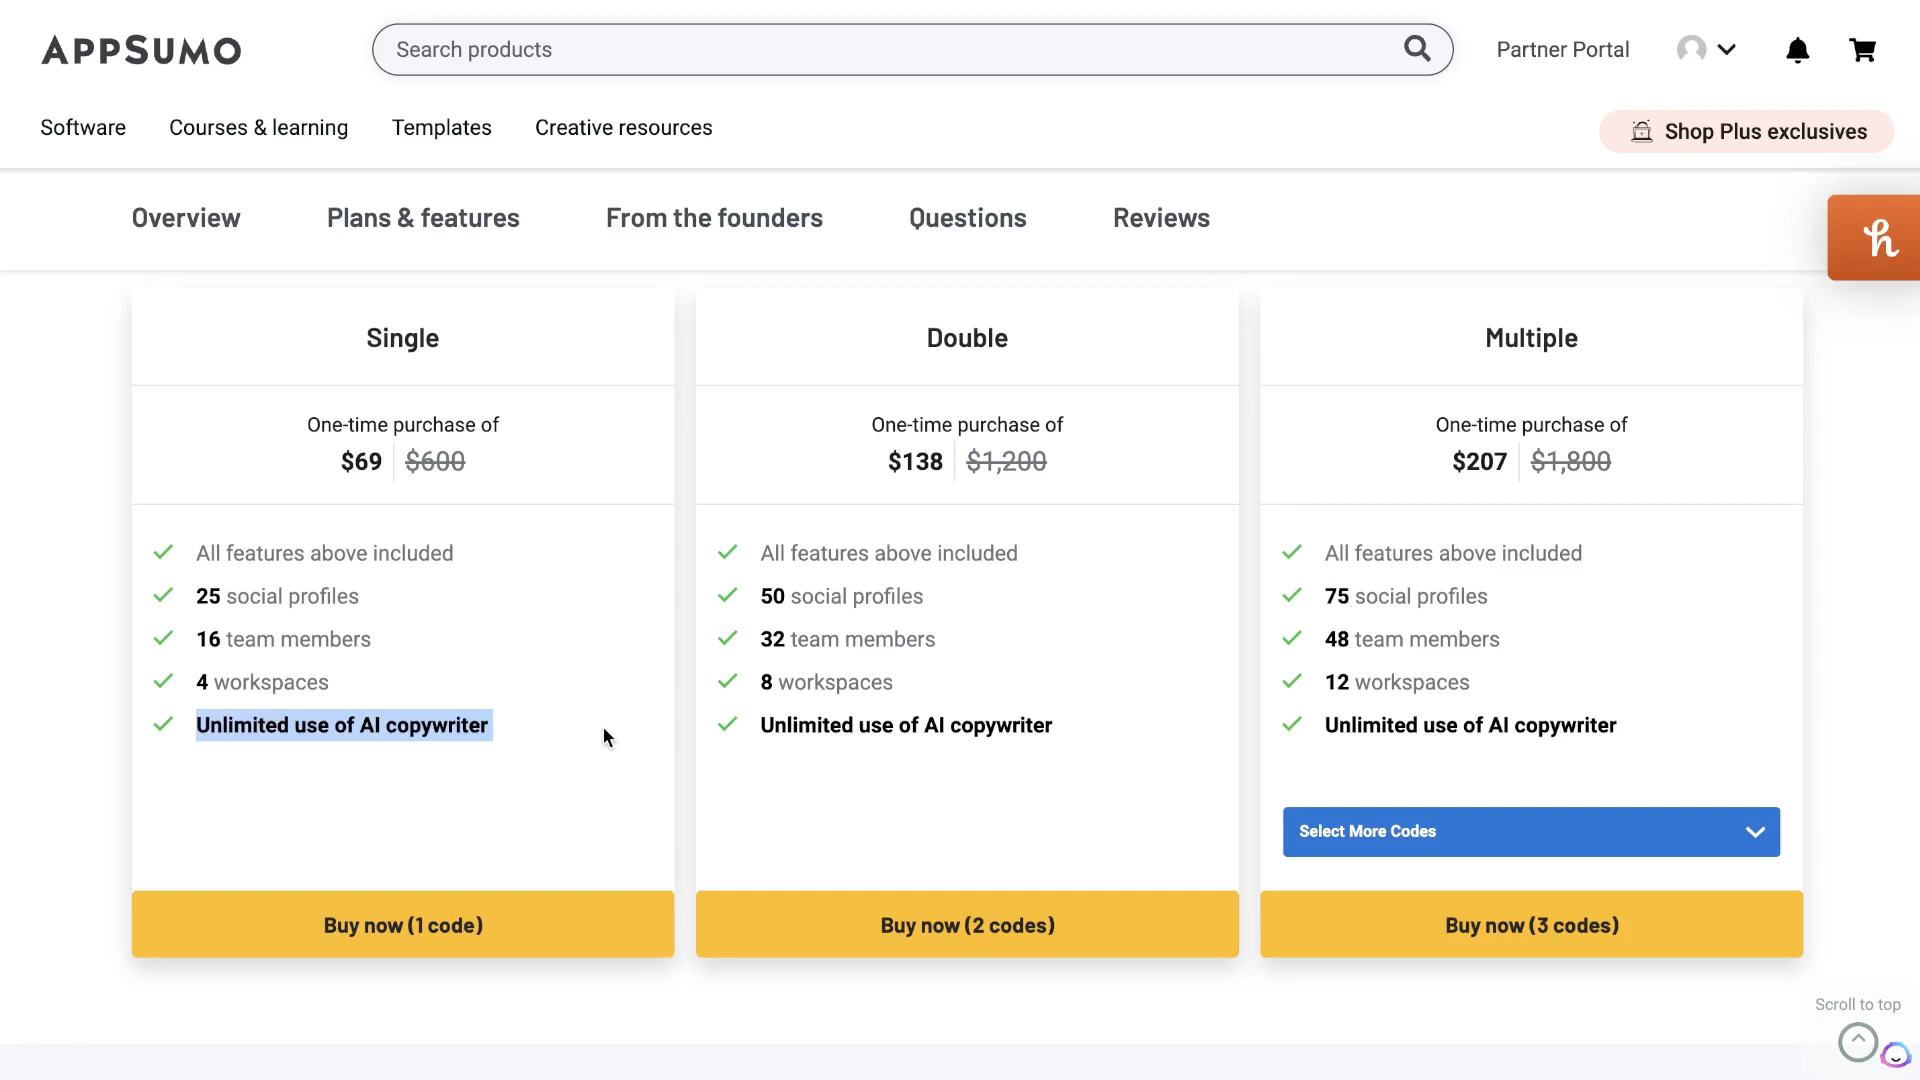 APPSUMO
Search products
Partner Portal
Software
Courses & learning
Templates
Creative resources
Shop Plus exclusives
Overview
Plans & features
From the founders
Questions
Reviews
h
Single
One-time purchase of
$69 $600
All features above included
25 social profiles
16 team members
4 workspaces
Unlimited use of AI copywriter
Buy now (1 code)
Double
One-time purchase of
$138 $1,200
All features above included
50 social profiles
32 team members
8 workspaces
Unlimited use of AI copywriter
Buy now (2 codes)
Multiple
One-time purchase of
$207 $1,800
All features above included
75 social profiles
48 team members
12 workspaces
Unlimited use of AI copywriter
Select More Codes
Buy now (3 codes)
Scroll to top